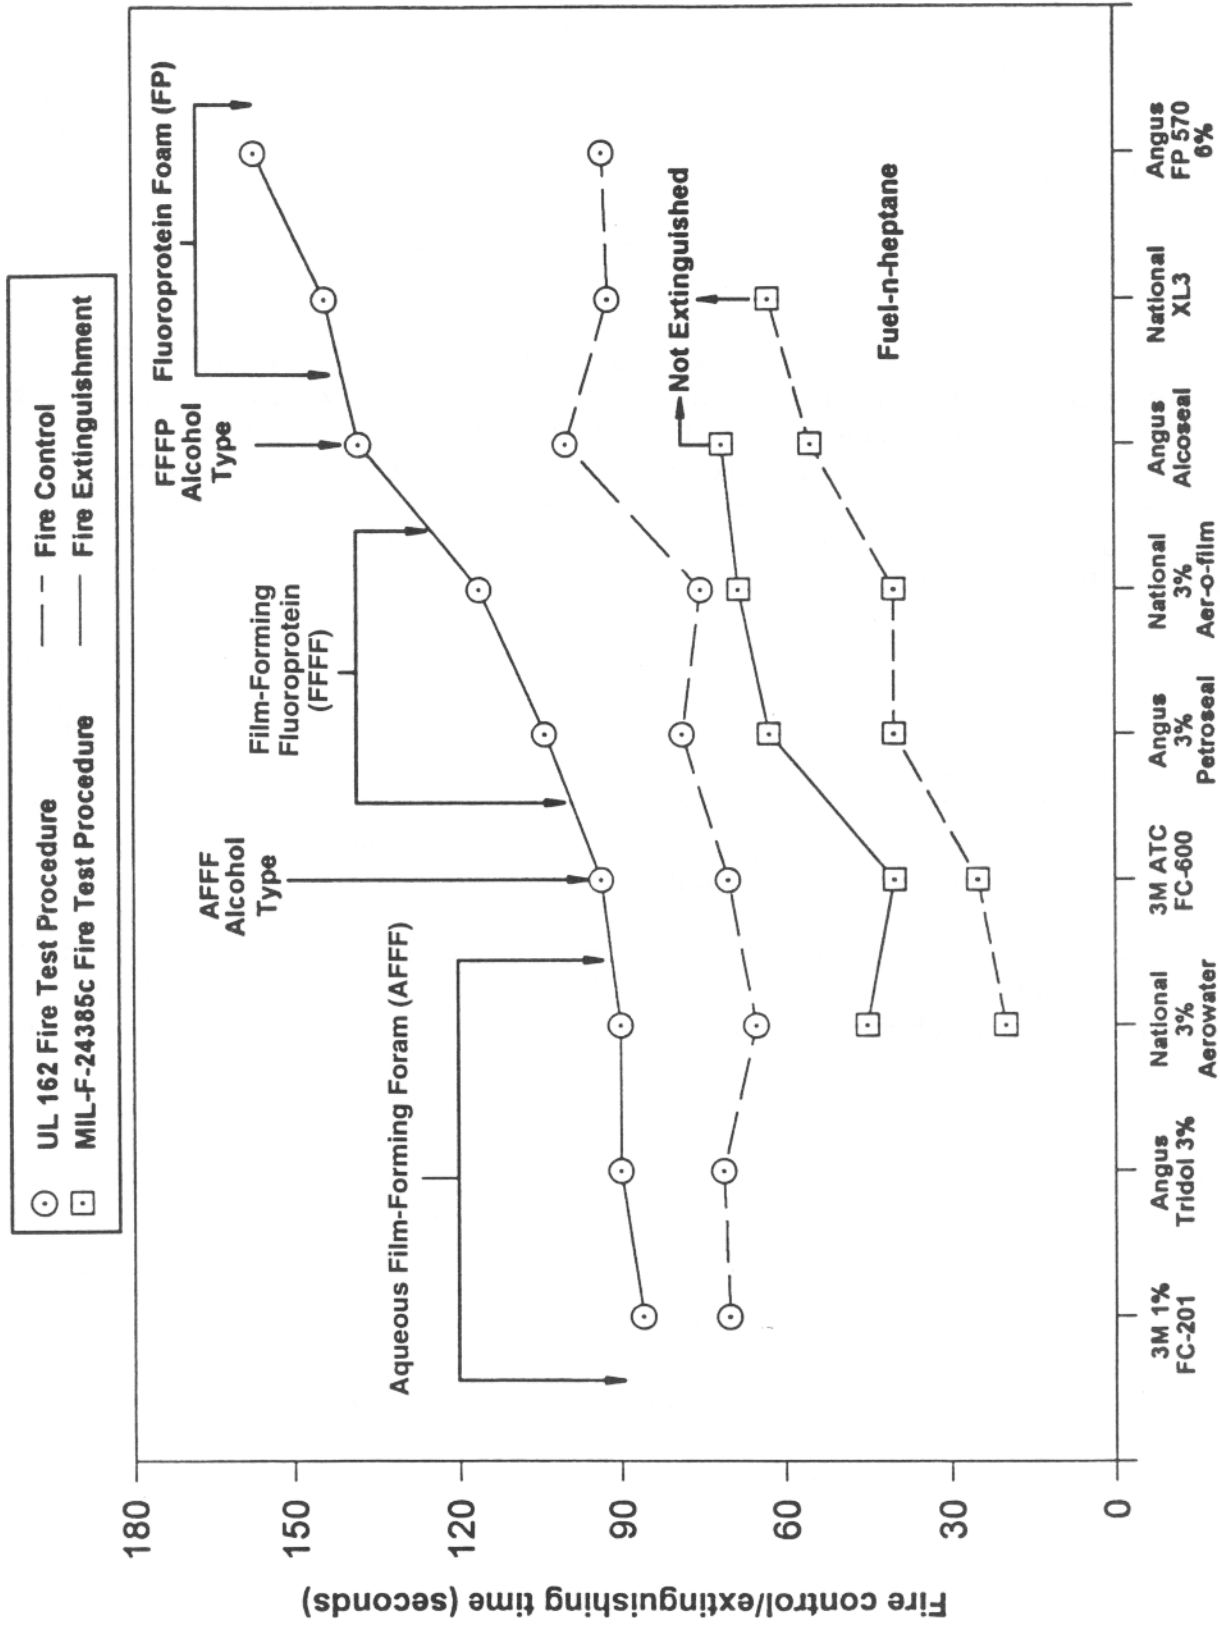 UL 162 Fire Test Procedure
MIL-F-24385c Fire Test Procedure
Fire Control
Fire Extinguishment
Fire control/extinguishing time (seconds)
180
150
120
90
60
30
0
Aqueous Film-Forming Foram (AFFF)
AFFF
Alcohol
Type
Film-Forming
Fluoroprotein
(FFFF)
FFFP
Alcohol
Type
Fluoroprotein Foam (FP)
Not Extinguished
Fuel-n-heptane
3M 1%
FC-201
Angus
Tridol 3%
National
3%
Aerowater
3M ATC
FC-600
Angus
3%
Petroseal
National
3%
Aer-o-film
Angus
Alcoseal
National
XL3
Angus
FP 570
6%